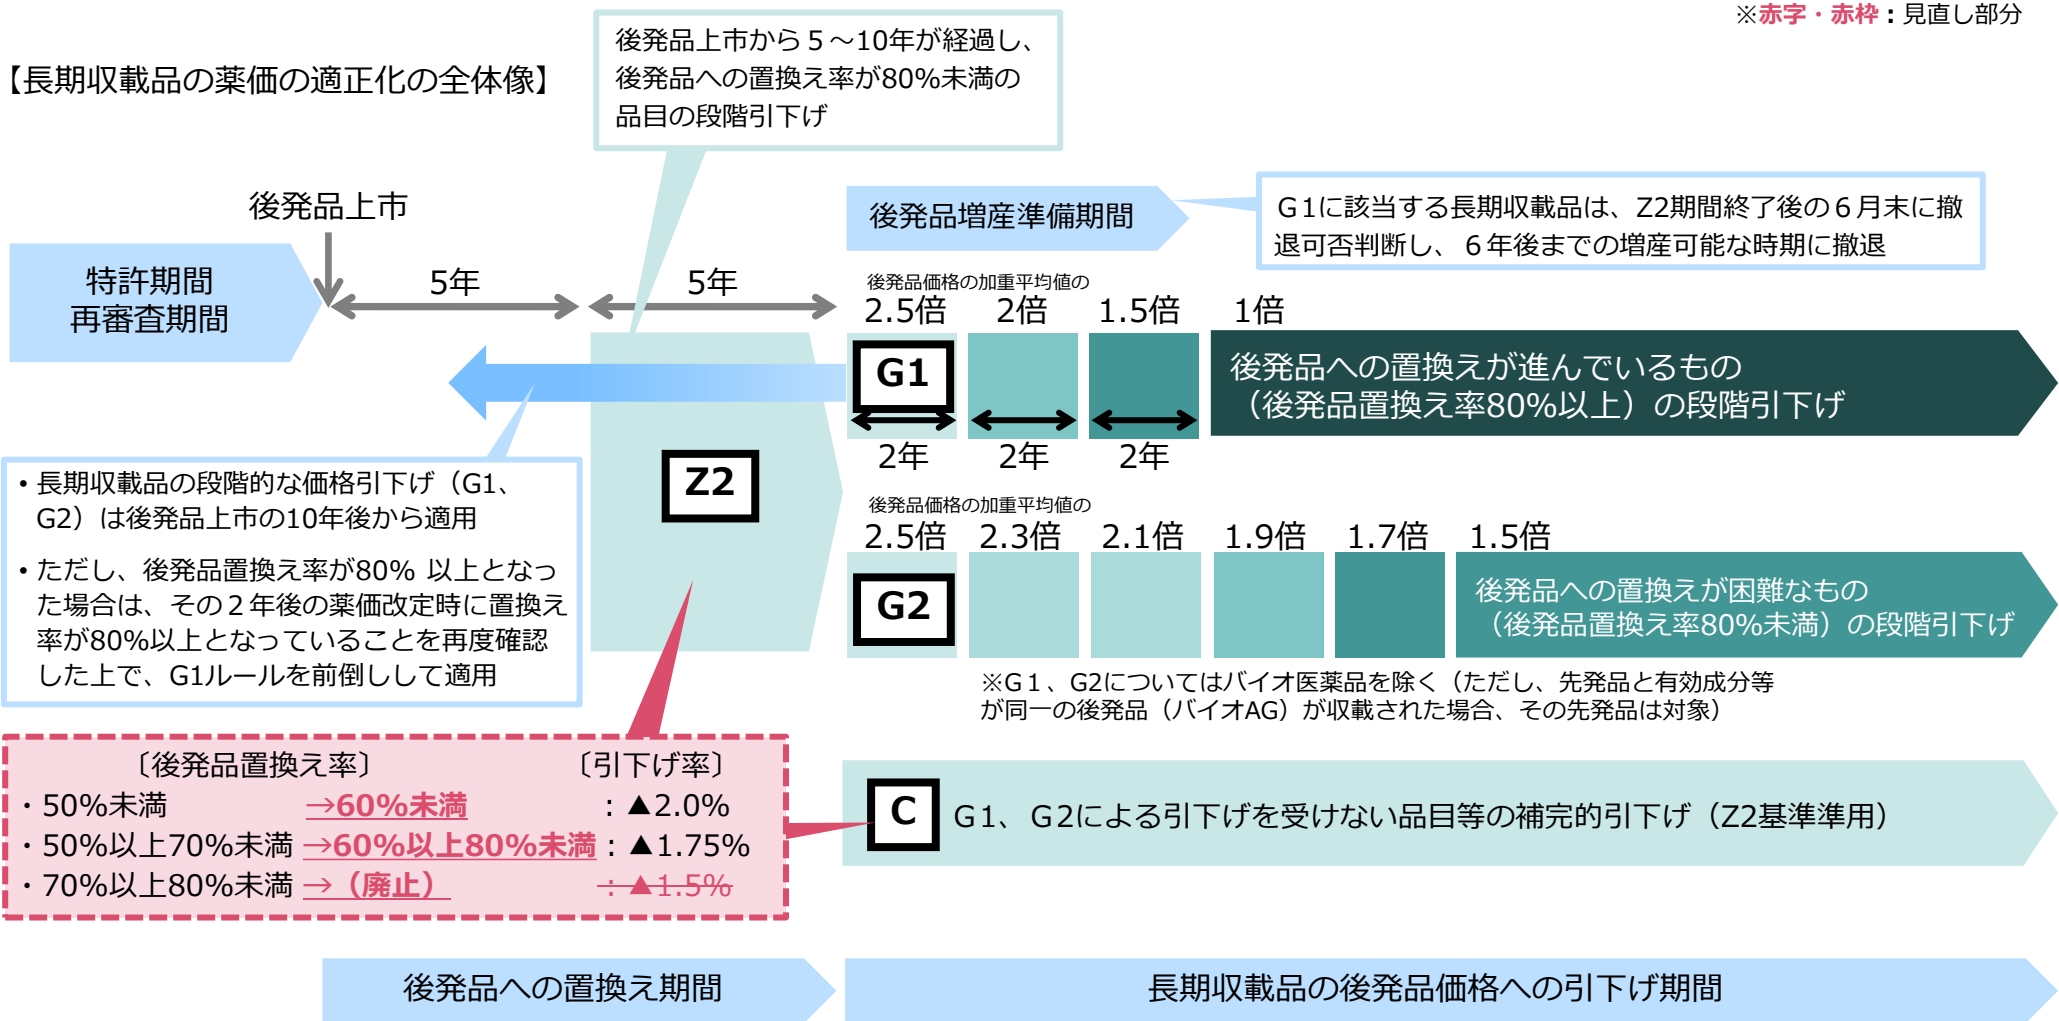 ※赤字・赤枠：見直し部分
【長期収載品の薬価の適正化の全体像】
後発品上市から５～10年が経過し、
後発品への置換え率が80%未満の
品目の段階引下げ
後発品上市
特許期間
再審査期間
5年
5年
後発品増産準備期間
Ｇ1に該当する長期収載品は、Z2期間終了後の６月末に撤
退可否判断し、６年後までの増産可能な時期に撤退
後発品価格の加重平均値の
2.5倍 2倍 1.5倍 1倍
G1
後発品への置換えが進んでいるもの
（後発品置換え率80%以上）の段階引下げ
2年 2年 2年
Z2
・長期収載品の段階的な価格引下げ（G1、
G2）は後発品上市の10年後から適用
・ただし、後発品置換え率が80% 以上となっ
た場合は、その２年後の薬価改定時に置換え
率が80%以上となっていることを再度確認
した上で、G1ルールを前倒しして適用
後発品価格の加重平均値の
2.5倍 2.3倍 2.1倍 1.9倍 1.7倍 1.5倍
G2
後発品への置換えが困難なもの
（後発品置換え率80%未満）の段階引下げ
※G１、G2についてはバイオ医薬品を除く（ただし、先発品と有効成分等
が同一の後発品（バイオAG）が収載された場合、その先発品は対象）
〔後発品置換え率〕 〔引下げ率〕
・50%未満 →60%未満 ：▲2.0%
・50%以上70%未満 →60%以上80%未満：▲1.75%
・70%以上80%未満 →（廃止） ：▲1.5%
C
Ｇ1、Ｇ2による引下げを受けない品目等の補完的引下げ（Z2基準準用）
後発品への置換え期間
長期収載品の後発品価格への引下げ期間